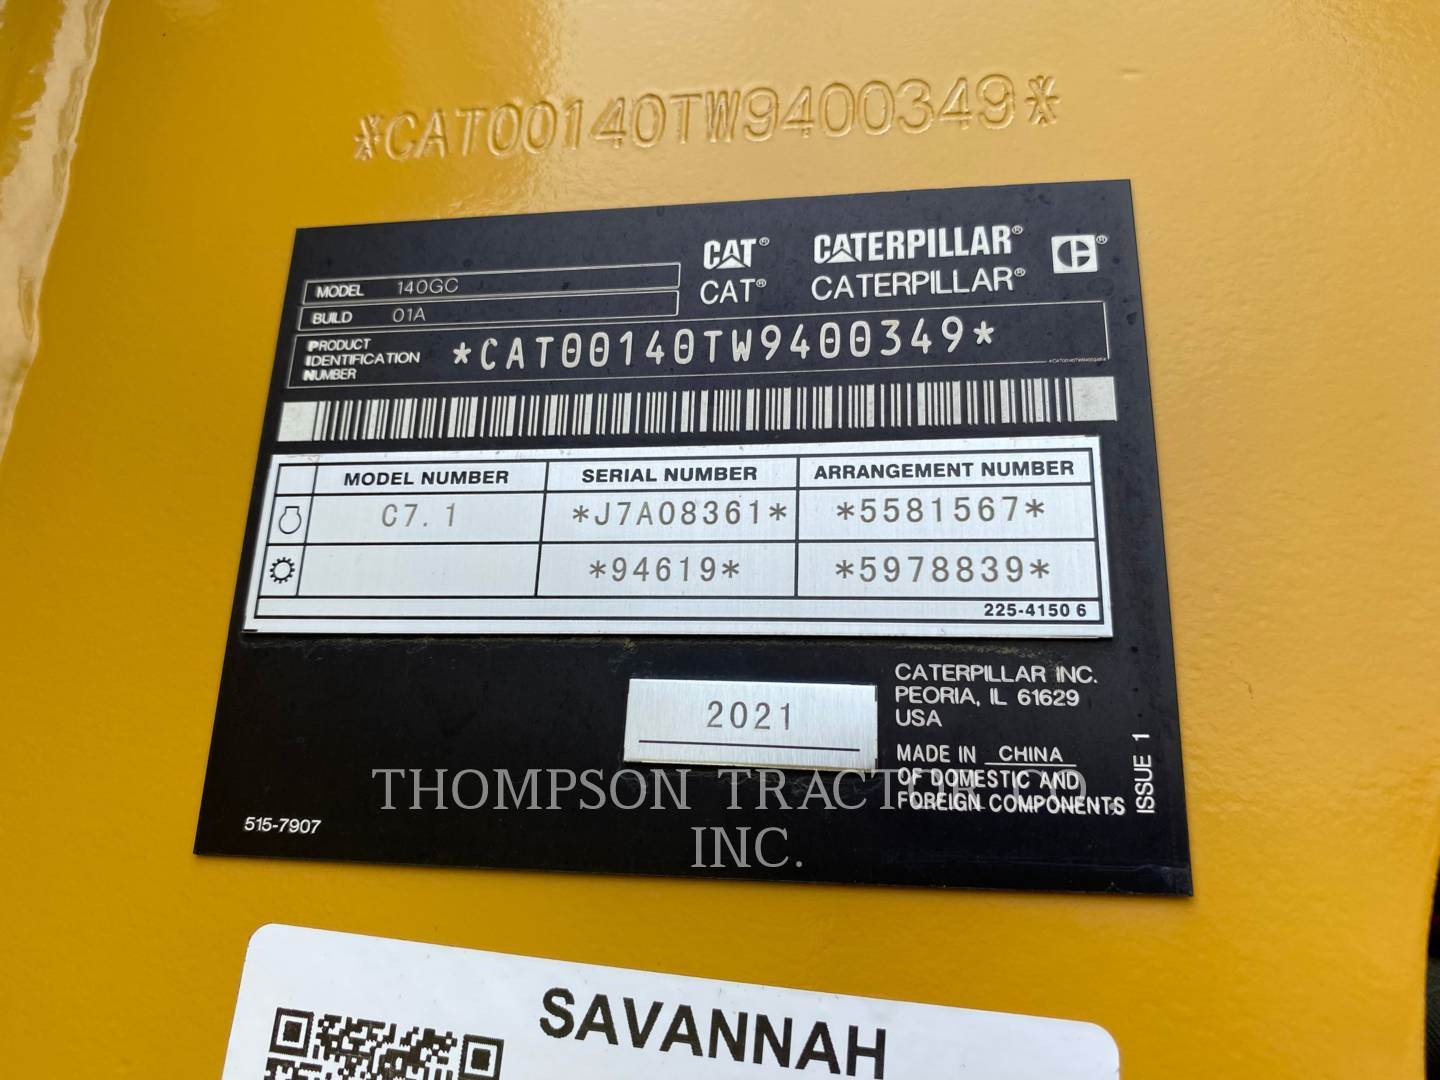 *CAT00140TW9400349*
CAT® CATERPILLAR® C®
CAT® CATERPILLAR®
MODEL 140GC
BUILD 01A
PRODUCT IDENTIFICATION NUMBER *CAT00140TW9400349*
*CAT00140TW9400349*
MODEL NUMBER SERIAL NUMBER ARRANGEMENT NUMBER
C7.1 *J7A08361* *5581567*
*94619* *5978839*
225-4150 6
2021
CATERPILLAR INC.
PEORIA, IL 61629
USA
MADE IN CHINA
OF DOMESTIC AND
FOREIGN COMPONENTS
ISSUE 1
515-7907
THOMPSON TRACTOR CO
INC.
SAVANNAH